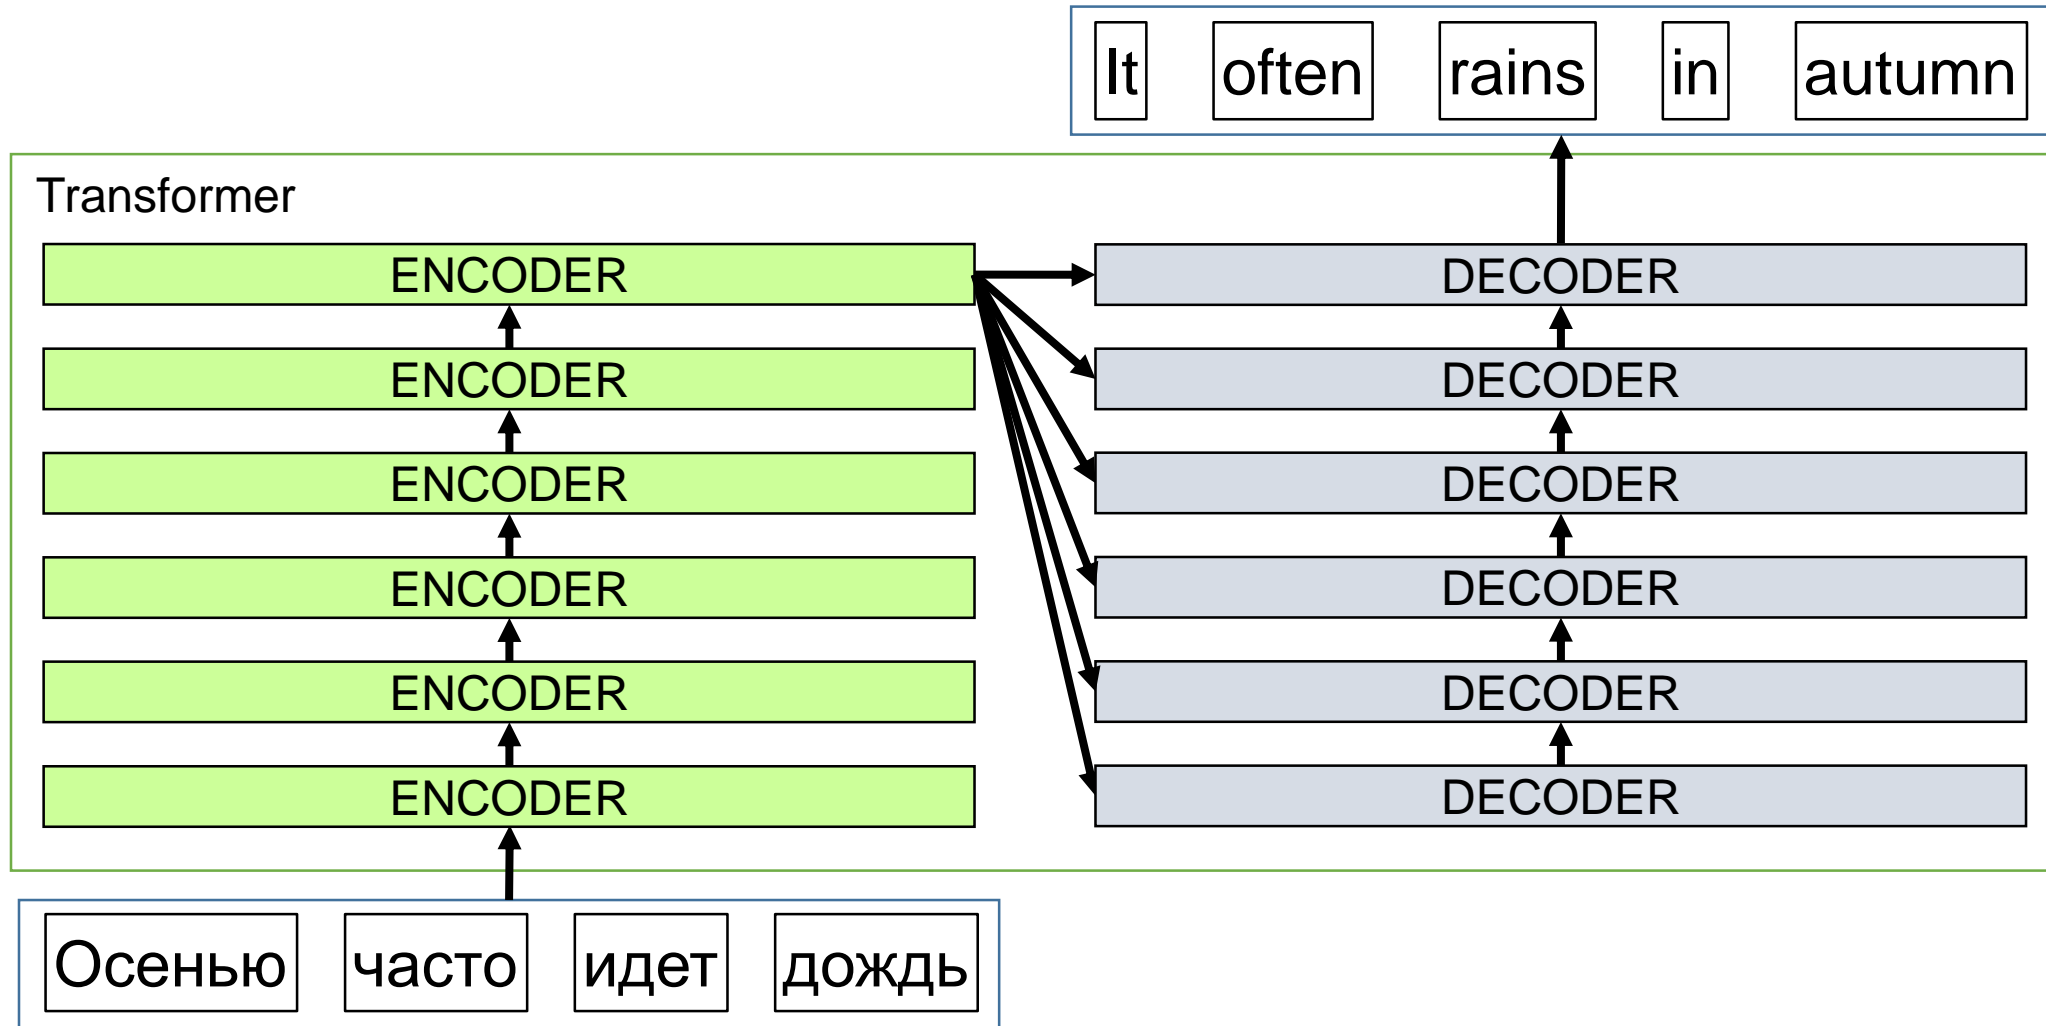 It often rains in autumn
Transformer
ENCODER DECODER
ENCODER DECODER
ENCODER DECODER
ENCODER DECODER
ENCODER DECODER
ENCODER DECODER
Осенью часто идет дождь